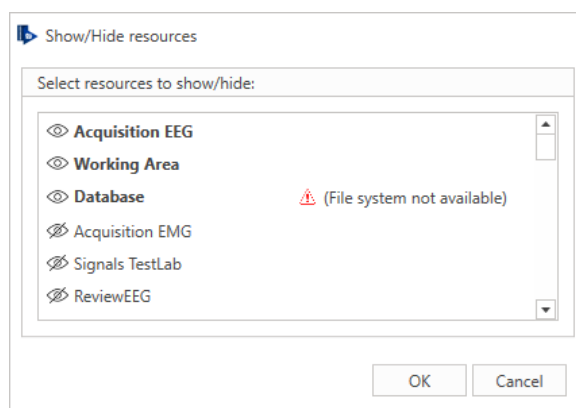 Show/Hide resources
Select resources to show/hide:
Acquisition EEG
Working Area
Database (File system not available)
Acquisition EMG
Signals TestLab
ReviewEEG
OK Cancel